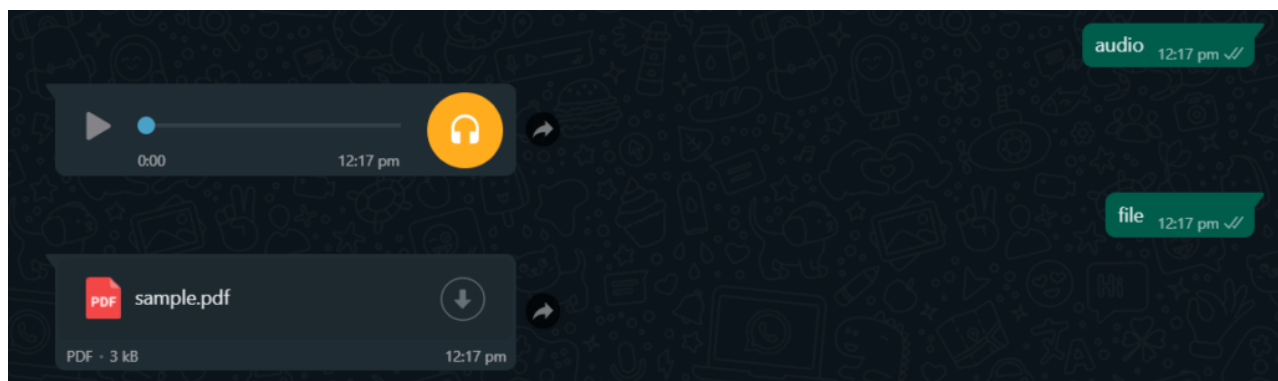 audio 12:17 pm
0:00 12:17 pm
file 12:17 pm
PDF sample.pdf
PDF • 3 kB 12:17 pm
Hi